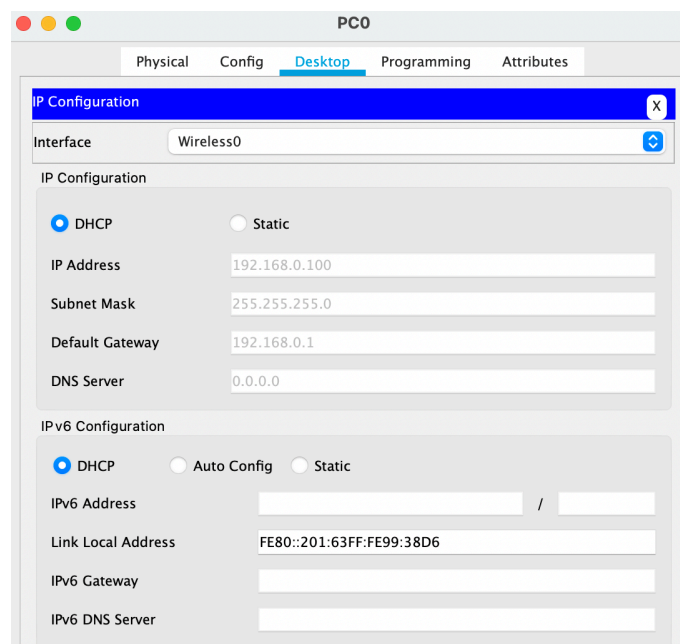 PC0
Physical Config Desktop Programming Attributes
IP Configuration X
Interface Wireless0
IP Configuration
DHCP Static
IP Address 192.168.0.100
Subnet Mask 255.255.255.0
Default Gateway 192.168.0.1
DNS Server 0.0.0.0
IPv6 Configuration
DHCP Auto Config Static
IPv6 Address /
Link Local Address FE80::201:63FF:FE99:38D6
IPv6 Gateway
IPv6 DNS Server